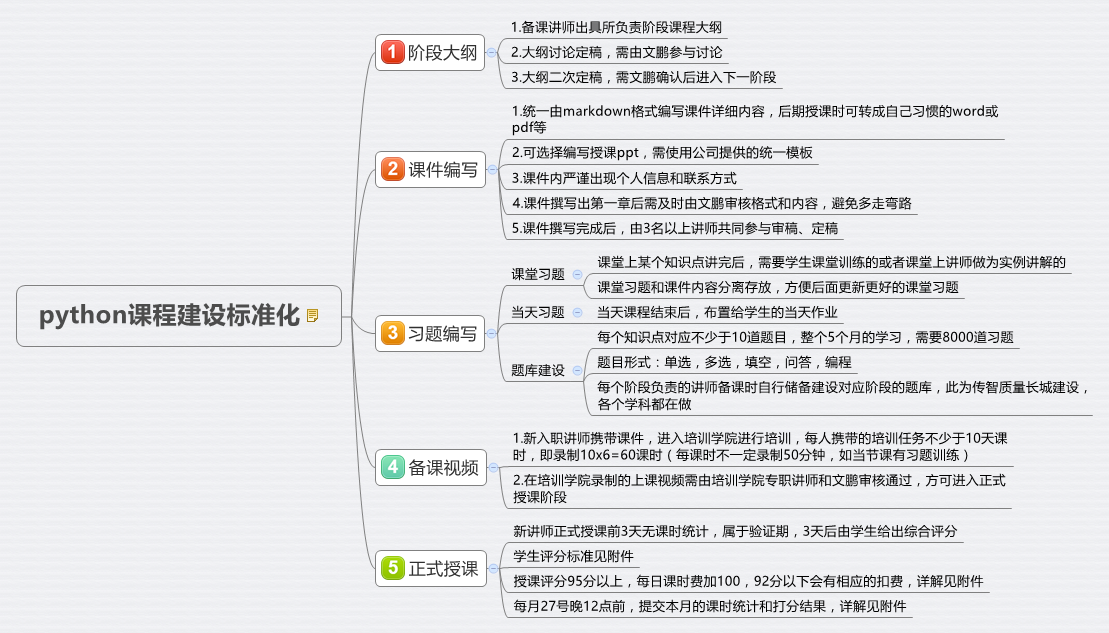 python课程建设标准化
1 阶段大纲
1.备课讲师出具所负责阶段课程大纲
2.大纲讨论定稿，需由文鹏参与讨论
3.大纲二次定稿，需文鹏确认后进入下一阶段
2 课件编写
1.统一由markdown格式编写课件详细内容，后期授课时可转成自己习惯的word或
pdf等
2.可选择编写授课ppt，需使用公司提供的统一模板
3.课件内严谨出现个人信息和联系方式
4.课件撰写出第一章后需及时由文鹏审核格式和内容，避免多走弯路
5.课件撰写完成后，由3名以上讲师共同参与审稿、定稿
3 习题编写
课堂习题
课堂上某个知识点讲完后，需要学生课堂训练的或者课堂上讲师做为实例讲解的
课堂习题和课件内容分离存放，方便后面更新更好的课堂习题
当天习题
当天课程结束后，布置给学生的当天作业
题库建设
每个知识点对应不少于10道题目，整个5个月的学习，需要8000道习题
题目形式：单选，多选，填空，问答，编程
每个阶段负责的讲师备课时自行储备建设对应阶段的题库，此为传智质量长城建设，
各个学科都在做
4 备课视频
1.新入职讲师携带课件，进入培训学院进行培训，每人携带的培训任务不少于10天课
时，即录制10x6=60课时（每课时不一定录制50分钟，如当节课有习题训练）
2.在培训学院录制的上课视频需由培训学院专职讲师和文鹏审核通过，方可进入正式
授课阶段
5 正式授课
新讲师正式授课前3天无课时统计，属于验证期，3天后由学生给出综合评分
学生评分标准见附件
授课评分95分以上，每日课时费加100，92分以下会有相应的扣费，详解见附件
每月27号晚12点前，提交本月的课时统计和打分结果，详解见附件